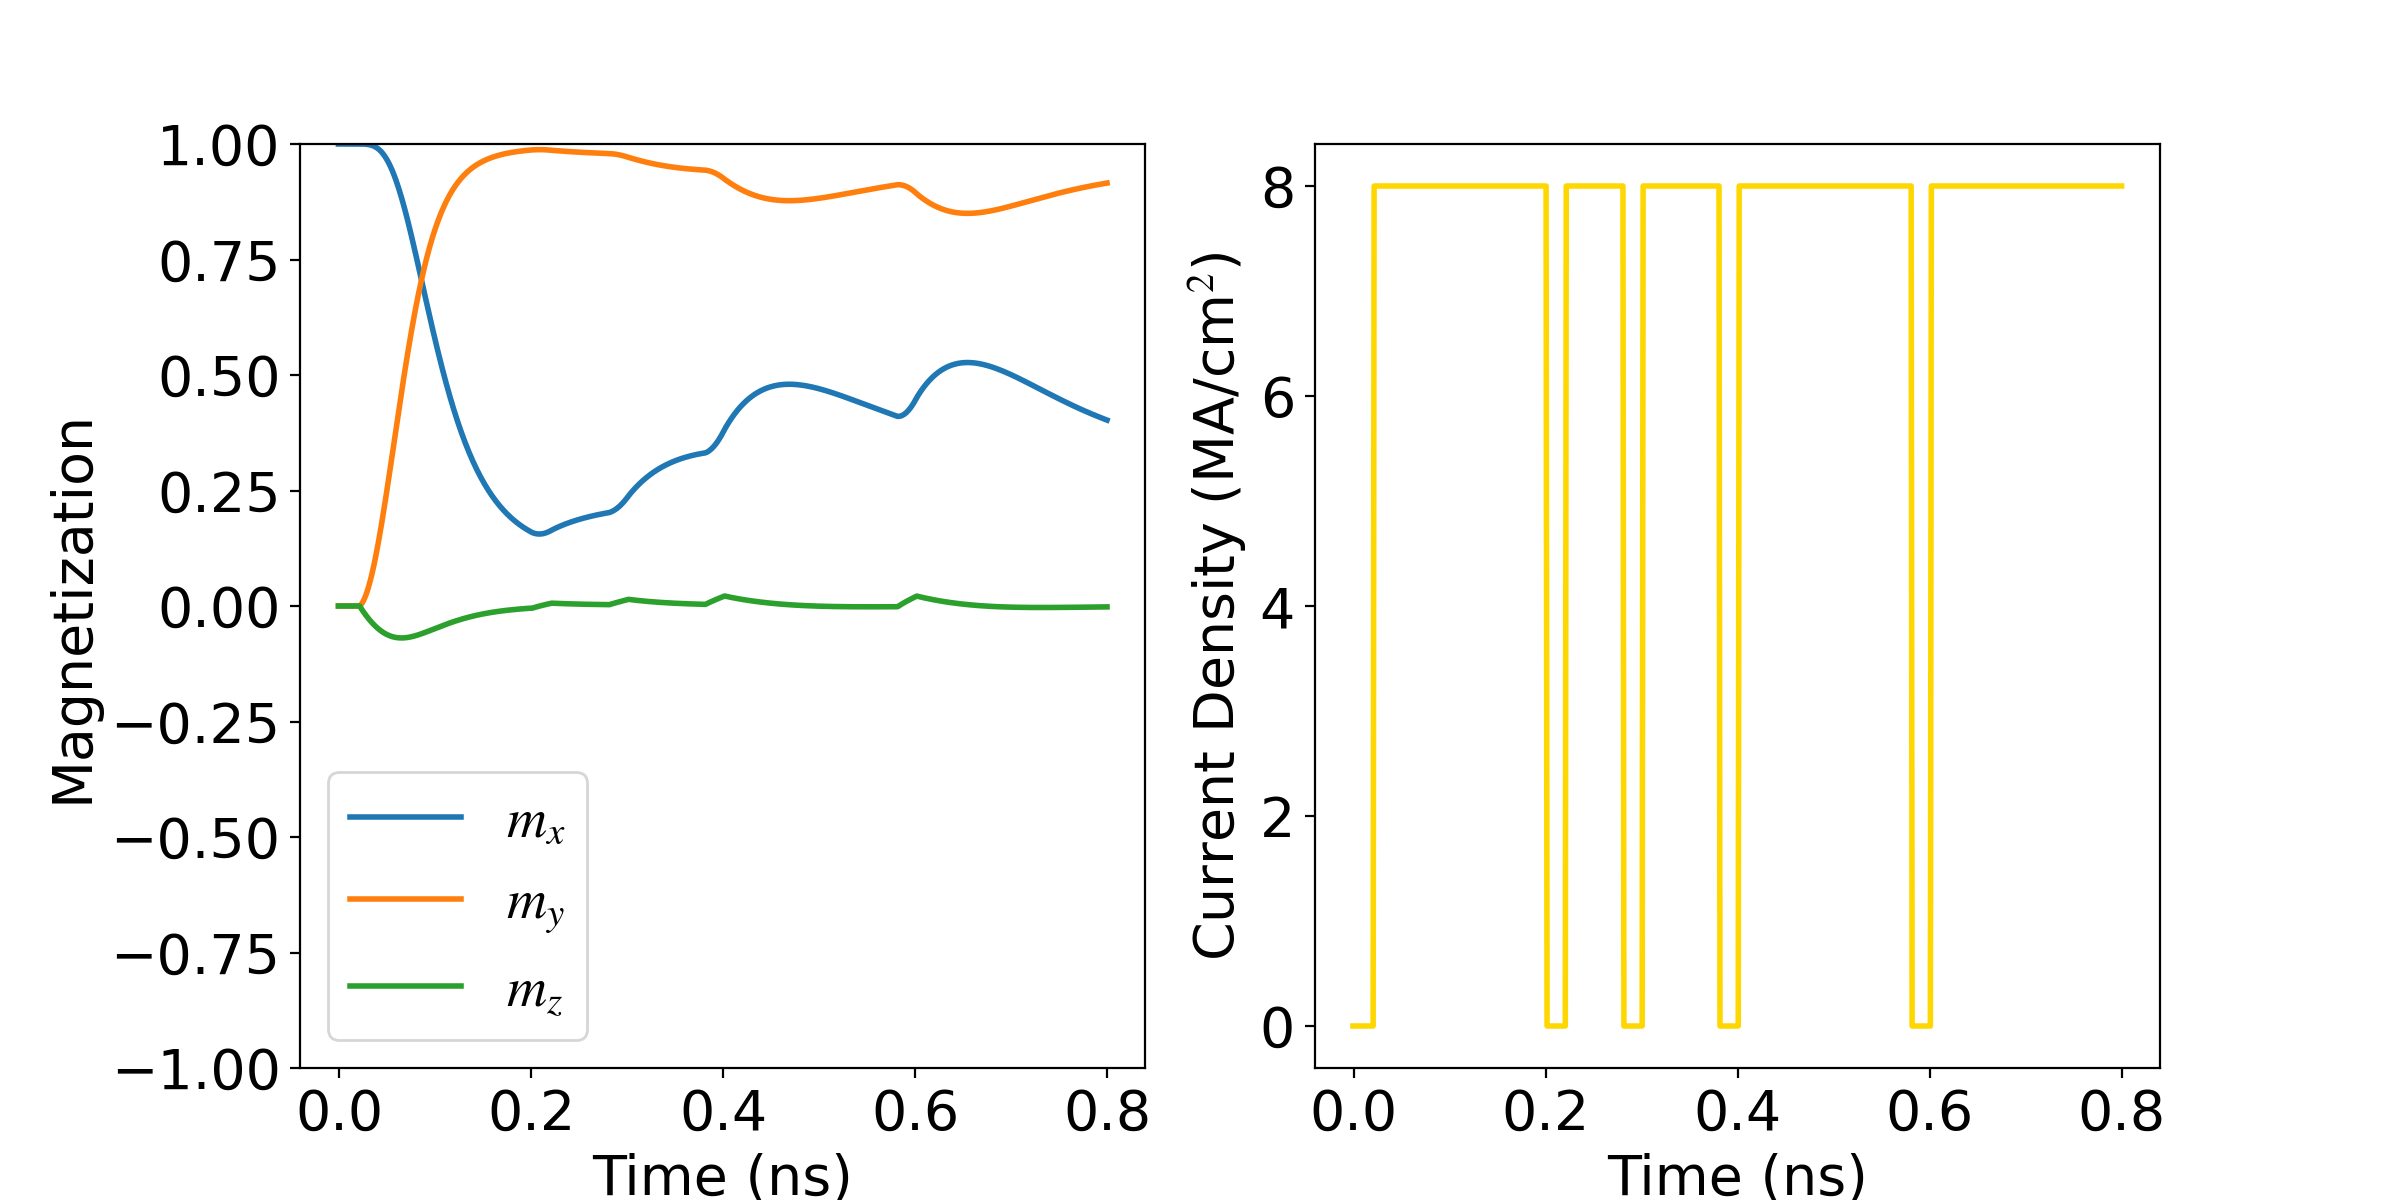 1.00
0.75
0.50
0.25
0.00
−0.25
−0.50
−0.75
−1.00
Magnetization
m_x
m_y
m_z
0.0 0.2 0.4 0.6 0.8
Time (ns)
8
6
4
2
0
Current Density (MA/cm²)
0.0 0.2 0.4 0.6 0.8
Time (ns)